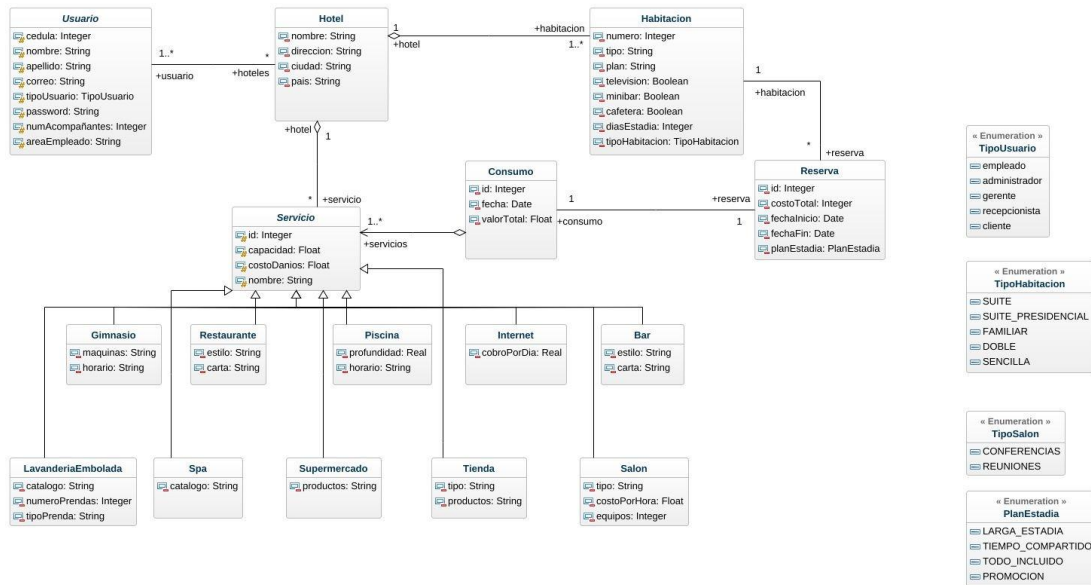 Usuario
cedula: Integer
nombre: String
apellido: String
correo: String
tipoUsuario: TipoUsuario
password: String
numAcompañantes: Integer
areaEmpleado: String
1..*
+usuario
*
+hoteles
Hotel
nombre: String
direccion: String
ciudad: String
pais: String
1
+hotel
+habitacion
1..*
Habitacion
numero: Integer
tipo: String
plan: String
television: Boolean
minibar: Boolean
cafetera: Boolean
diasEstadia: Integer
tipoHabitacion: TipoHabitacion
1
+habitacion
*
+reserva
+hotel
1
*
+servicio
Consumo
id: Integer
fecha: Date
valorTotal: Float
1
+consumo
+reserva
1
Reserva
id: Integer
costoTotal: Integer
fechaInicio: Date
fechaFin: Date
planEstadia: PlanEstadia
Servicio
id: Integer
capacidad: Float
costoDanios: Float
nombre: String
1..*
+servicios
Gimnasio
maquinas: String
horario: String
Restaurante
estilo: String
carta: String
Piscina
profundidad: Real
horario: String
Internet
cobroPorDia: Real
Bar
estilo: String
carta: String
LavanderiaEmbolada
catalogo: String
numeroPrendas: Integer
tipoPrenda: String
Spa
catalogo: String
Supermercado
productos: String
Tienda
tipo: String
productos: String
Salon
tipo: String
costoPorHora: Float
equipos: Integer
« Enumeration »
TipoUsuario
empleado
administrador
gerente
recepcionista
cliente
« Enumeration »
TipoHabitacion
SUITE
SUITE_PRESIDENCIAL
FAMILIAR
DOBLE
SENCILLA
« Enumeration »
TipoSalon
CONFERENCIAS
REUNIONES
« Enumeration »
PlanEstadia
LARGA_ESTADIA
TIEMPO_COMPARTIDO
TODO_INCLUIDO
PROMOCION